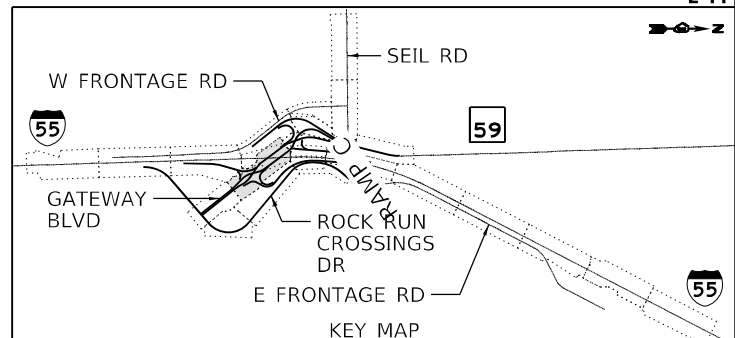 Z
SEIL RD
W FRONTAGE RD
55
59
GATEWAY
BLVD
RAMP
ROCK RUN
CROSSINGS
DR
E FRONTAGE RD
55
KEY MAP